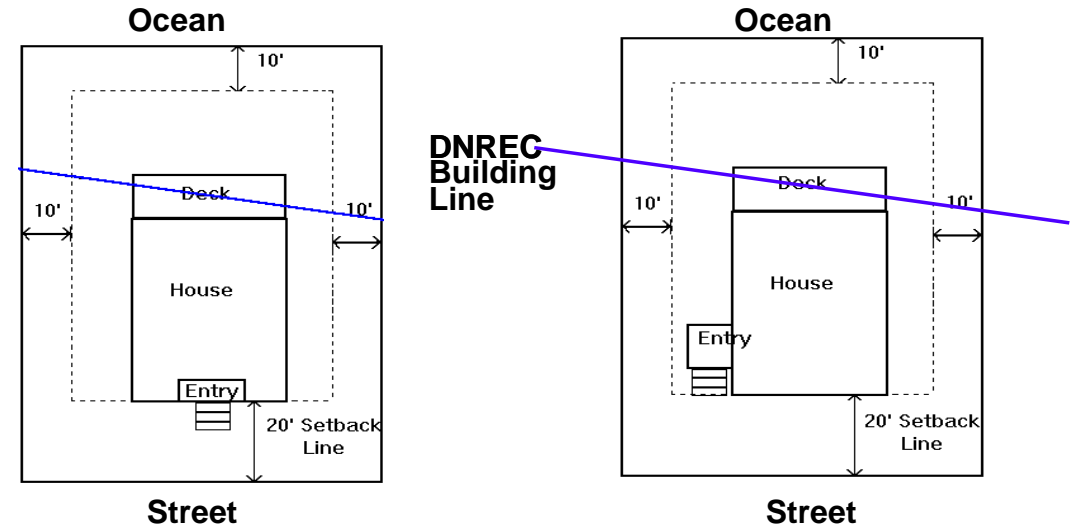 Ocean
10'
Deck
10'
10'
House
Entry
20' Setback
Line
Street
Ocean
10'
DNREC
Building
Line
Deck
10'
10'
House
Entry
20' Setback
Line
Street